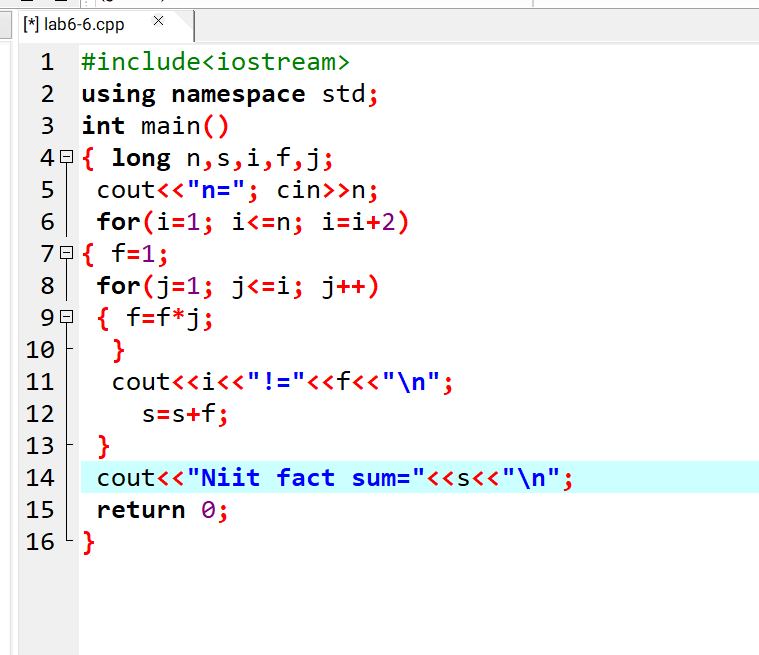 [*] lab6-6.cpp
1 #include<iostream>
2 using namespace std;
3 int main()
4 { long n,s,i,f,j;
5 cout<<"n="; cin>>n;
6 for(i=1; i<=n; i=i+2)
7 { f=1;
8 for(j=1; j<=i; j++)
9 { f=f*j;
10 }
11 cout<<i<<"!="<<f<<"\n";
12 s=s+f;
13 }
14 cout<<"Niit fact sum="<<s<<"\n";
15 return 0;
16 }